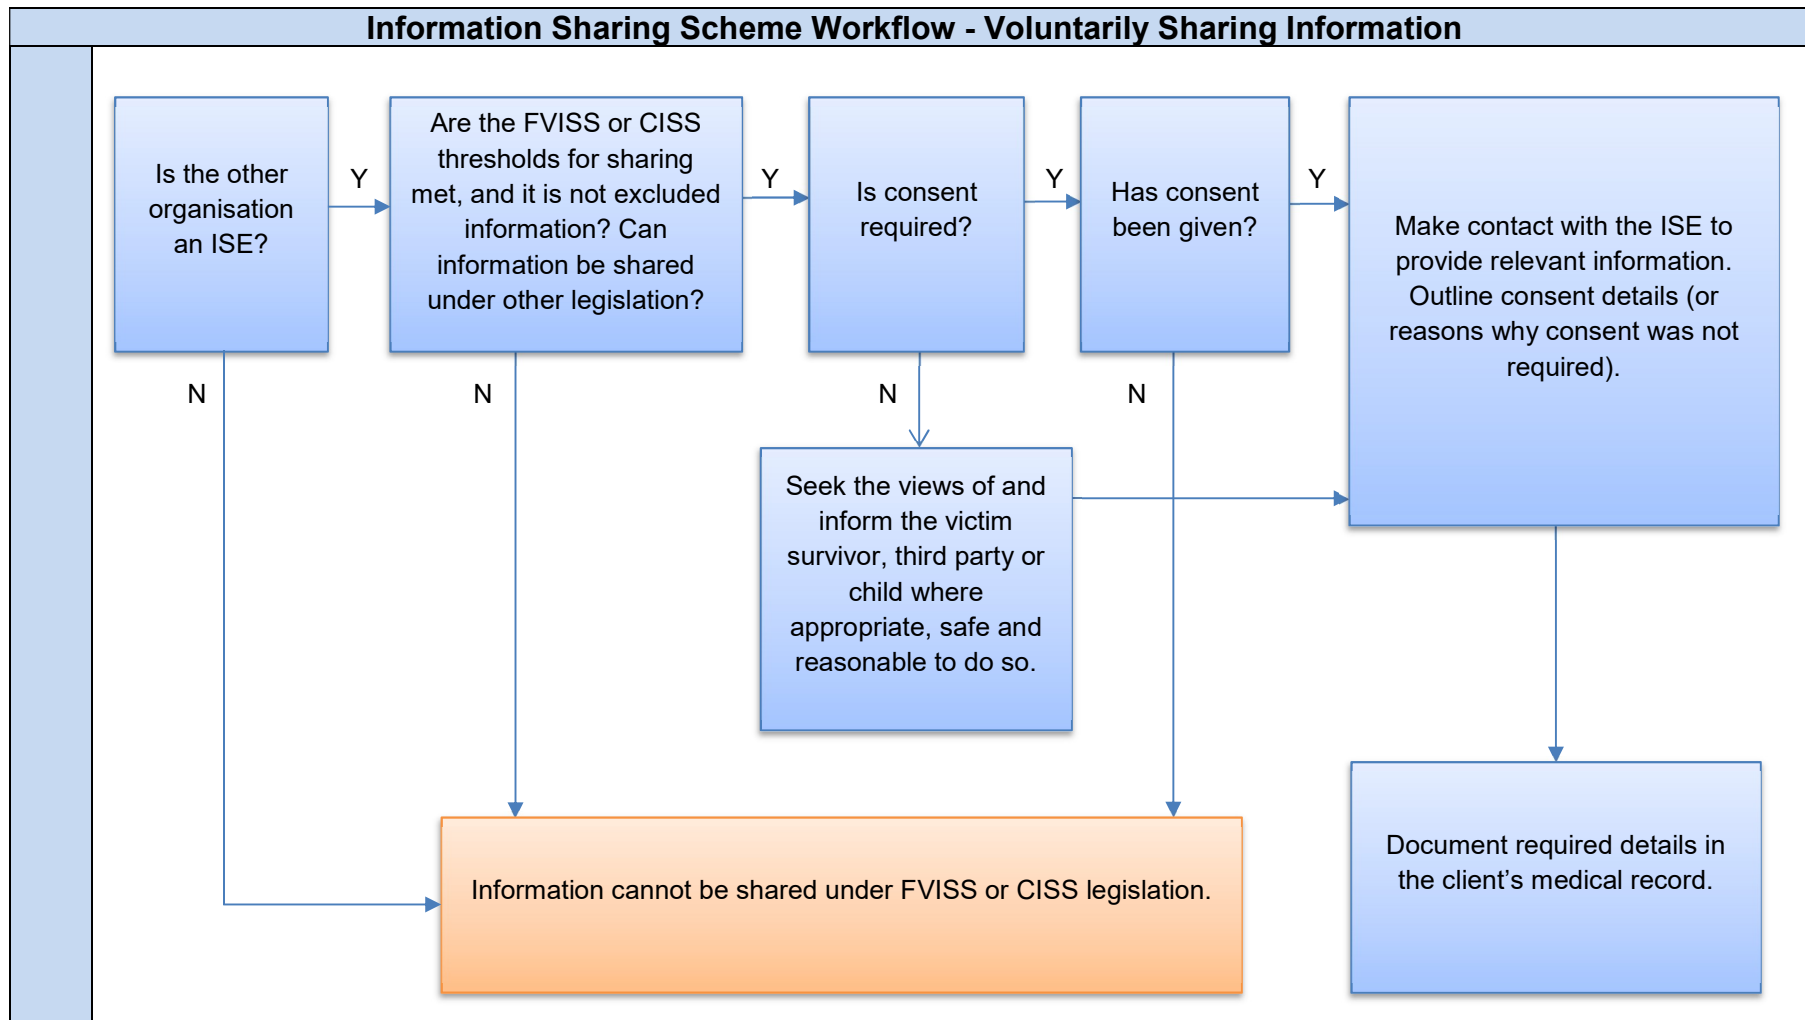 Information Sharing Scheme Workflow - Voluntarily Sharing Information
Is the other
organisation
an ISE?
Y
Are the FVISS or CISS
thresholds for sharing
met, and it is not excluded
information? Can
information be shared
under other legislation?
Y
Is consent
required?
Y
Has consent
been given?
Y
Make contact with the ISE to
provide relevant information.
Outline consent details (or
reasons why consent was not
required).
N
N
N
N
Seek the views of and
inform the victim
survivor, third party or
child where
appropriate, safe and
reasonable to do so.
Information cannot be shared under FVISS or CISS legislation.
Document required details in
the client’s medical record.